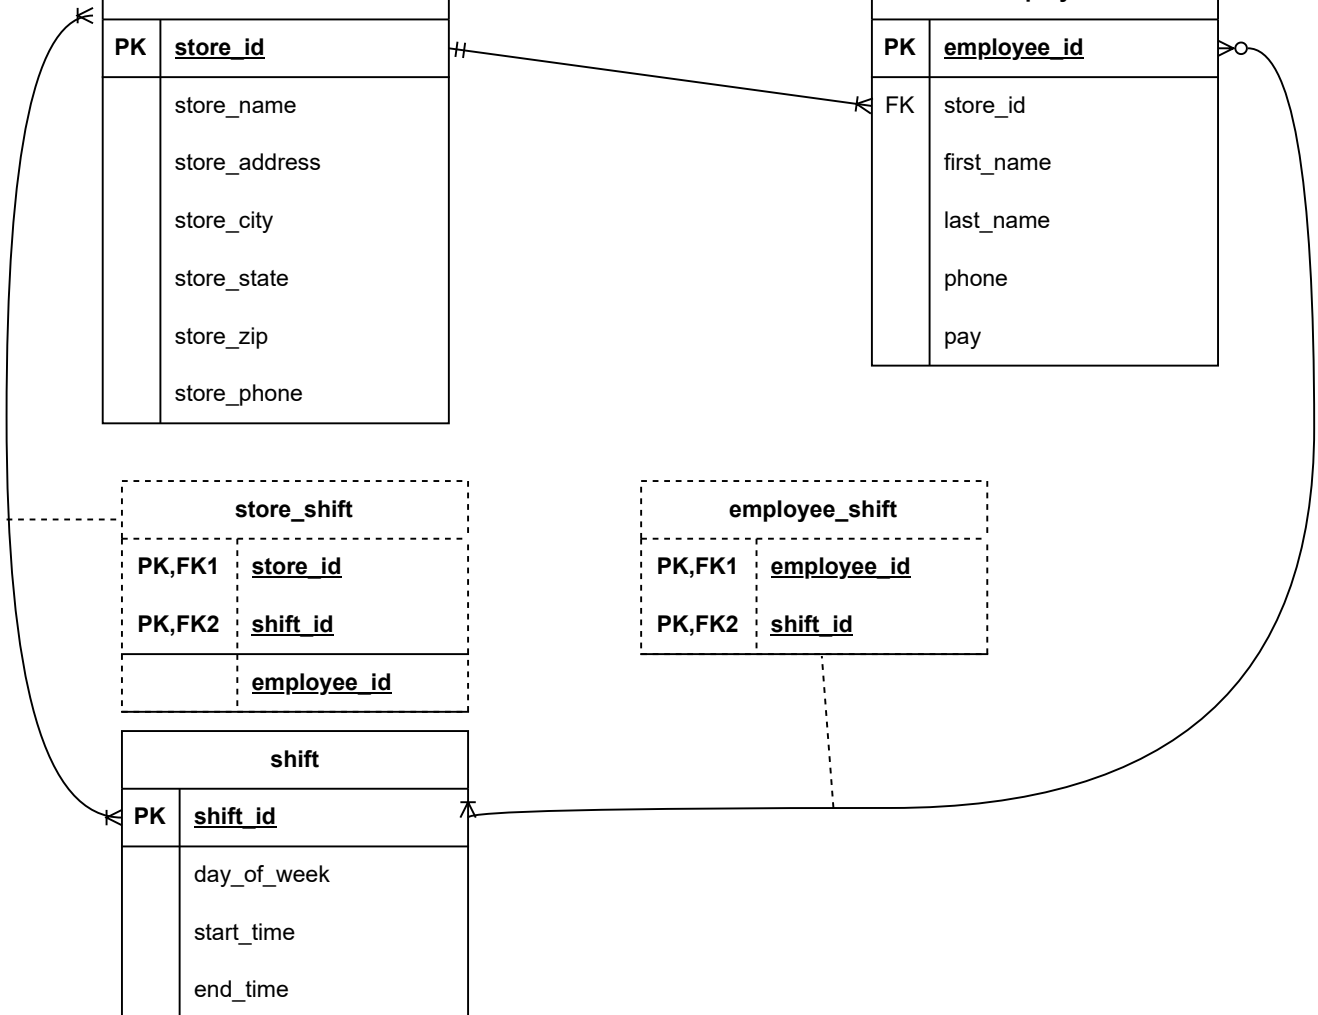 PK store_id
store_name
store_address
store_city
store_state
store_zip
store_phone
PK employee_id
FK store_id
first_name
last_name
phone
pay
store_shift
PK,FK1 store_id
PK,FK2 shift_id
employee_id
employee_shift
PK,FK1 employee_id
PK,FK2 shift_id
shift
PK shift_id
day_of_week
start_time
end_time